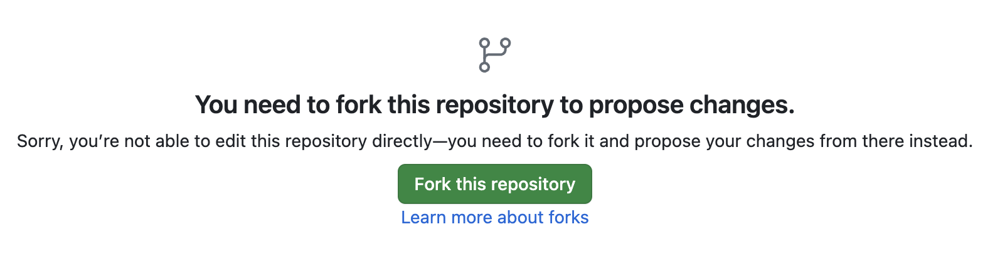 You need to fork this repository to propose changes.
Sorry, you’re not able to edit this repository directly—you need to fork it and propose your changes from there instead.
Fork this repository
Learn more about forks